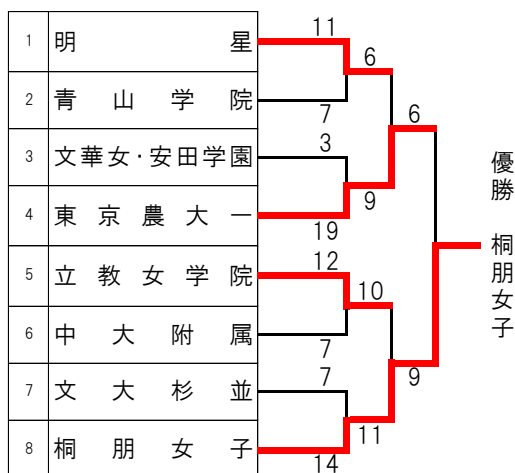 1 明星 11
2 青山学院 7
3 文華女・安田学園 3
4 東京農大一 19
5 立教女学院 12
6 中大附属 7
7 文大杉並 7
8 桐朋女子 14
6
9
10
11
6
9
優勝 桐朋女子